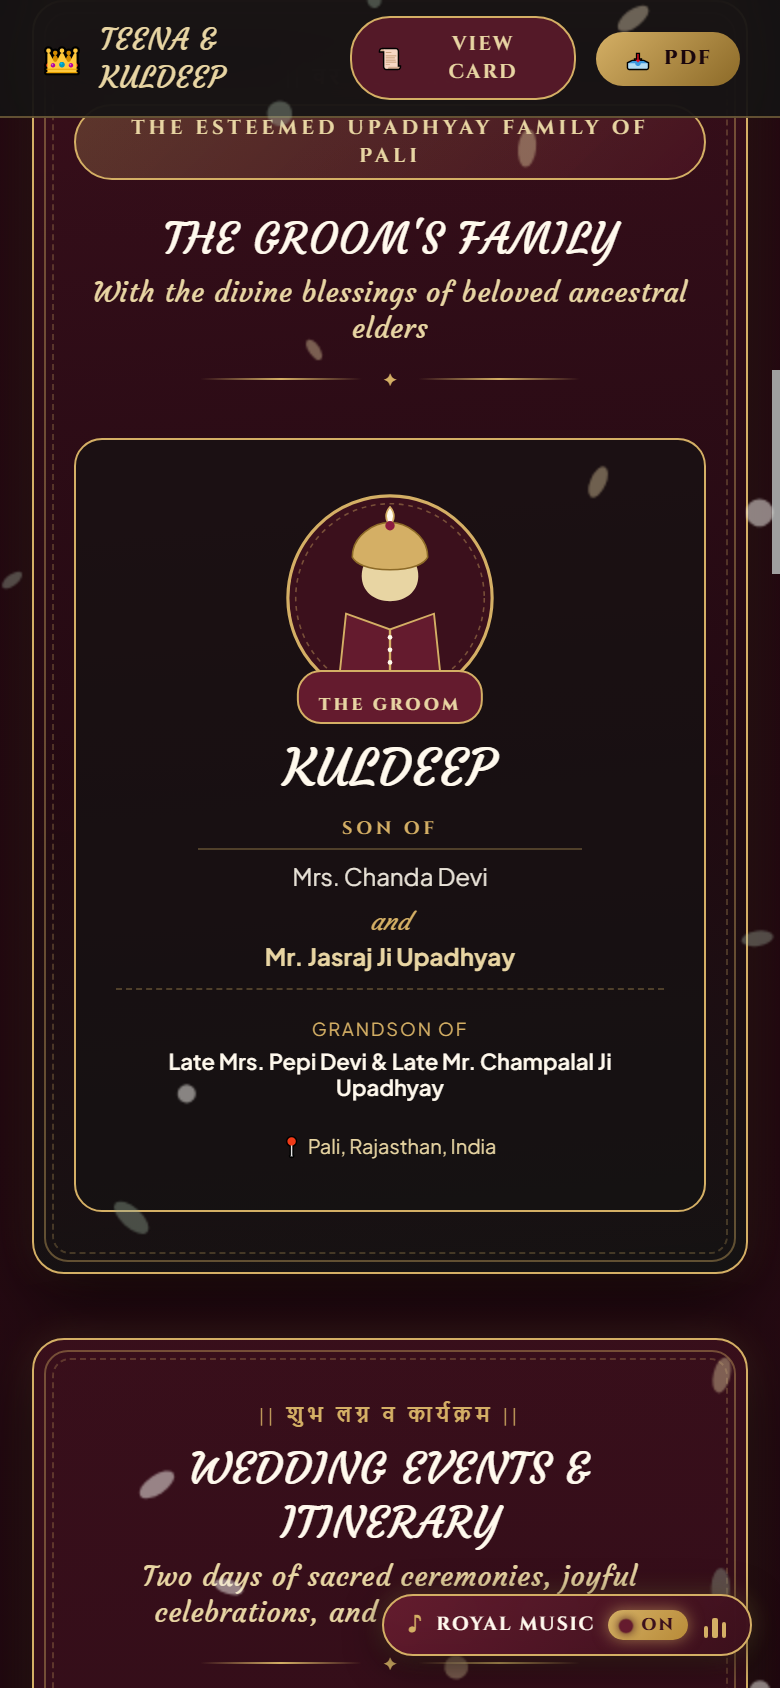 TEENA &
KULDEEP
VIEW
CARD
PDF
THE ESTEEMED UPADHYAY FAMILY OF
PALI
THE GROOM'S FAMILY
With the divine blessings of beloved ancestral
elders
THE GROOM
KULDEEP
SON OF
Mrs. Chanda Devi
and
Mr. Jasraj Ji Upadhyay
GRANDSON OF
Late Mrs. Pepi Devi & Late Mr. Champalal Ji
Upadhyay
Pali, Rajasthan, India
|| शुभ लग्न व कार्यक्रम ||
WEDDING EVENTS &
ITINERARY
Two days of sacred ceremonies, joyful
celebrations, and
ROYAL MUSIC ON